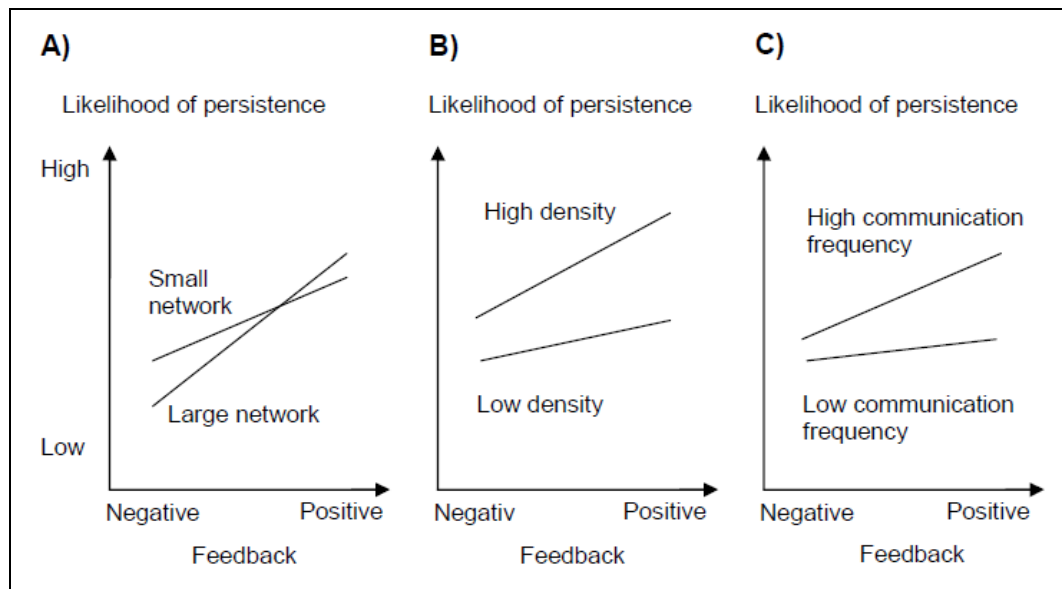 A)
B)
C)
Likelihood of persistence
Likelihood of persistence
Likelihood of persistence
High
Small
network
Large network
Low
Negative
Positive
Feedback
High density
Low density
Negativ
Positive
Feedback
High communication
frequency
Low communication
frequency
Negative
Positive
Feedback